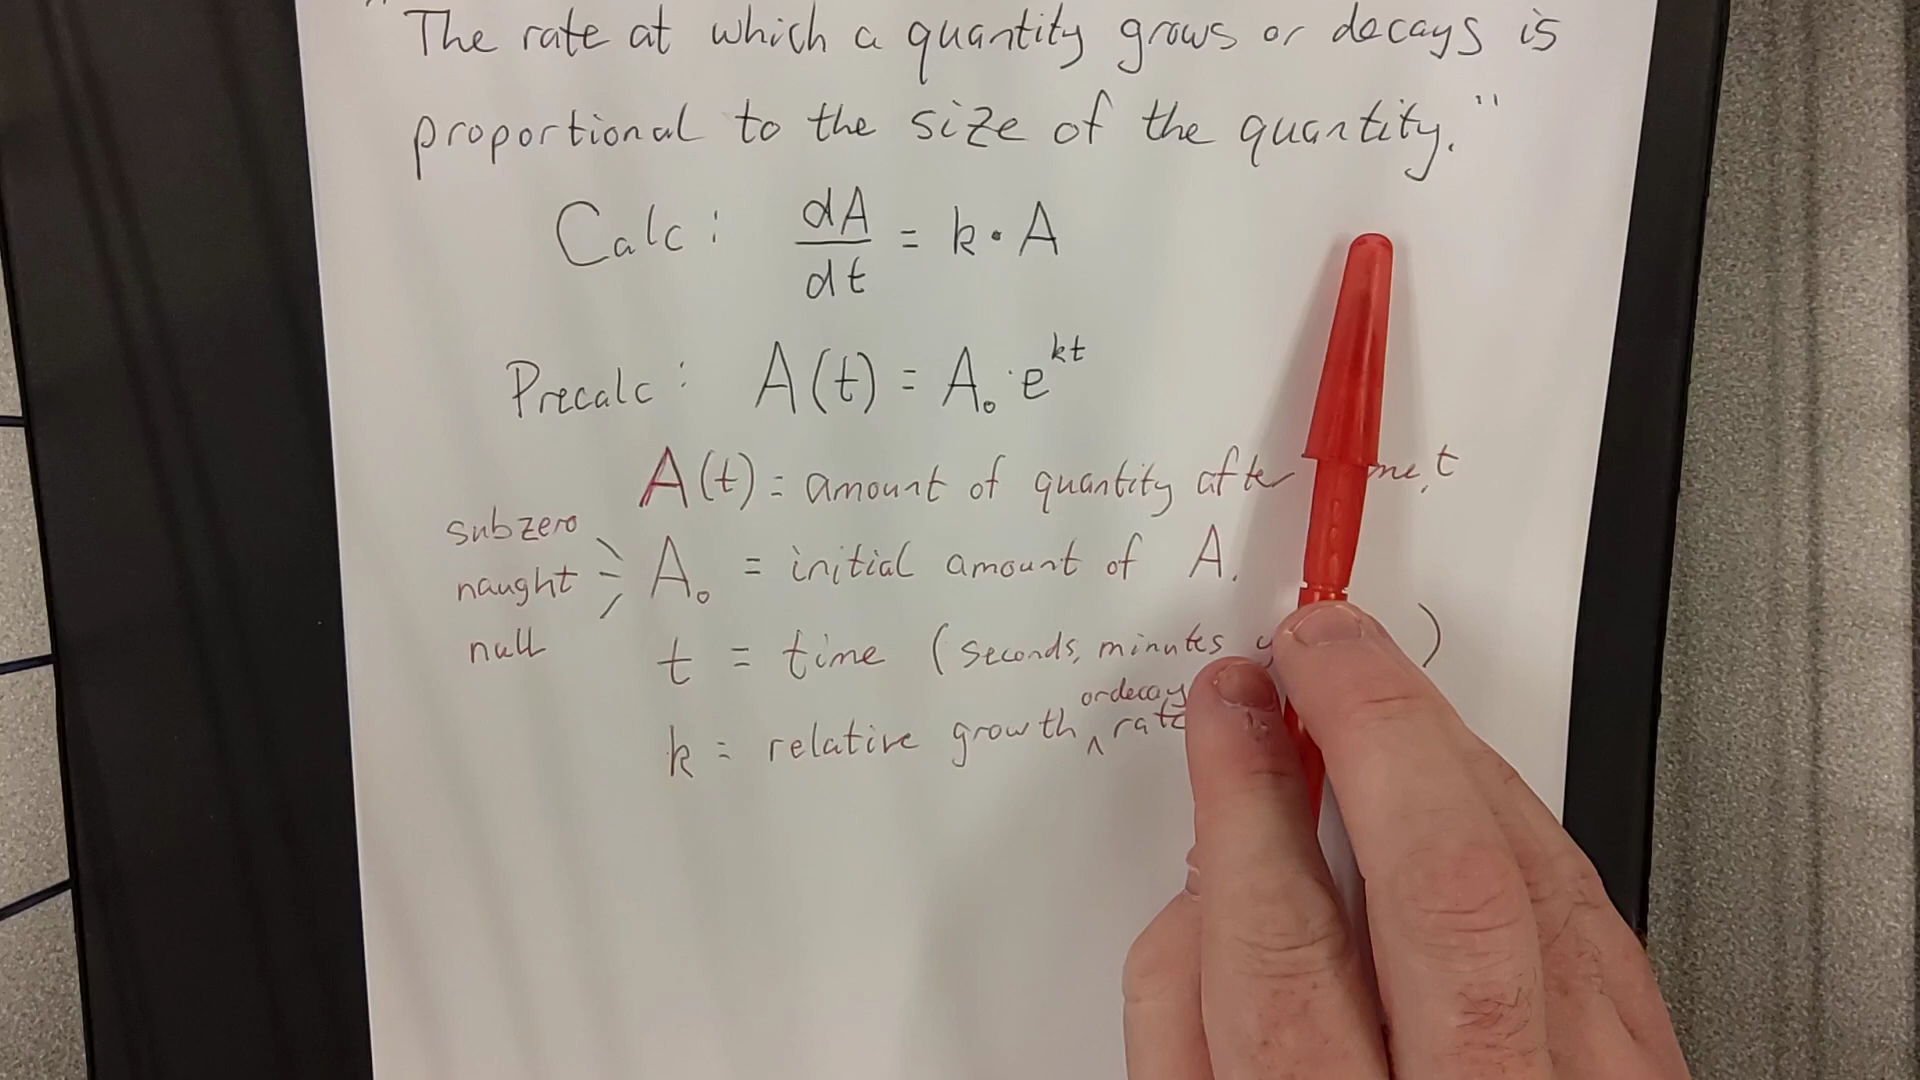 "The rate at which a quantity grows or decays is
proportional to the size of the quantity."
Calc: dA/dt = k · A
Precalc: A(t) = A₀ · e^kt
A(t) = amount of quantity after me, t
subzero
naught
null
A₀ = initial amount of A.
t = time (seconds, minutes )
or decay
k = relative growth ^ rate